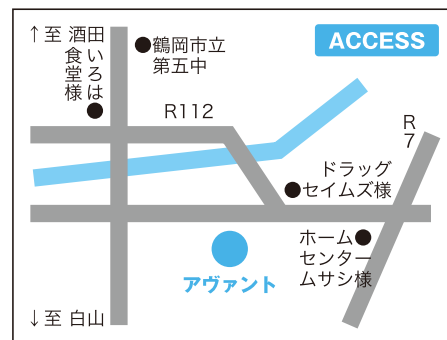 ↑至 酒田
いろは
食堂様
鶴岡市立
第五中
ACCESS
R112
R7
ドラッグ
セイムズ様
ホーム
センター
ムサシ様
アヴァント
↓至 白山